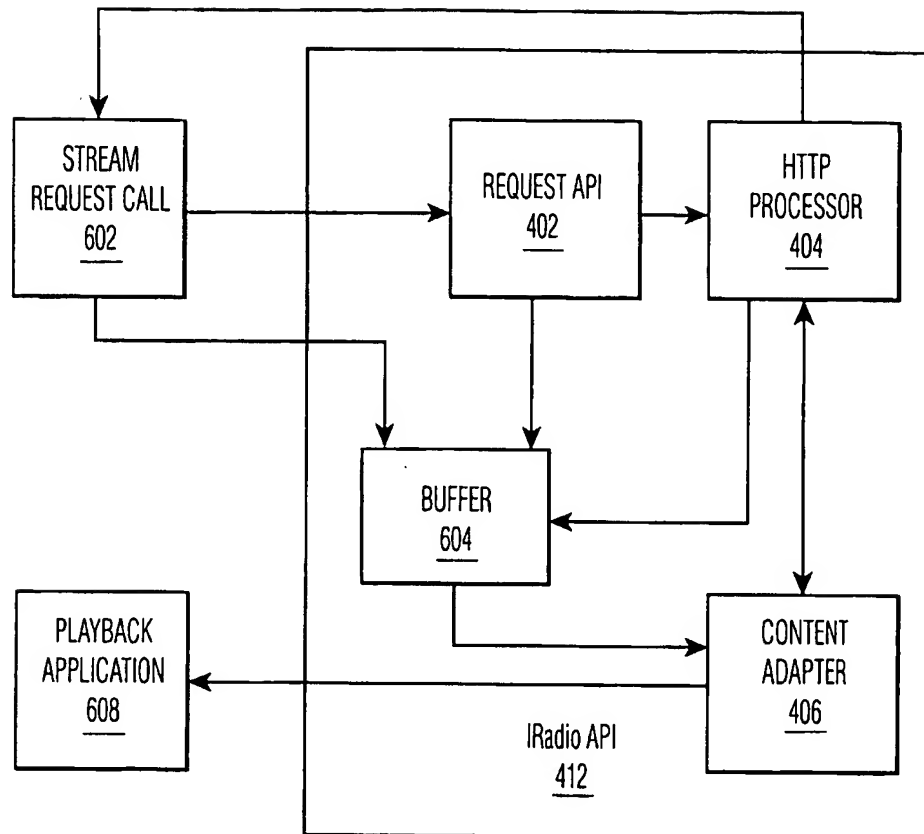 STREAM
REQUEST CALL
602
REQUEST API
402
HTTP
PROCESSOR
404
BUFFER
604
PLAYBACK
APPLICATION
608
CONTENT
ADAPTER
406
IRadio API
412